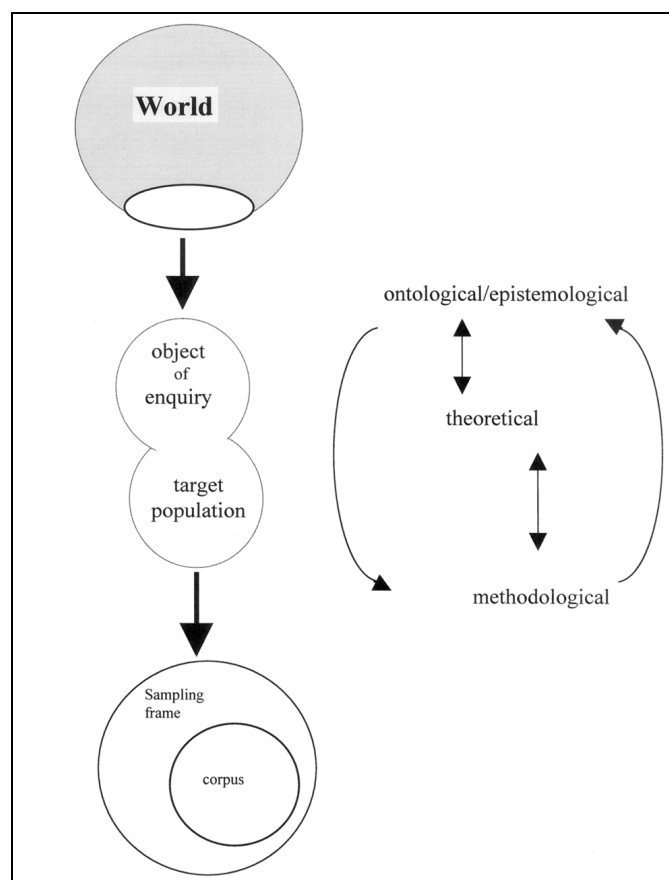 World
object
of
enquiry
target
population
Sampling
frame
corpus
ontological/epistemological
theoretical
methodological